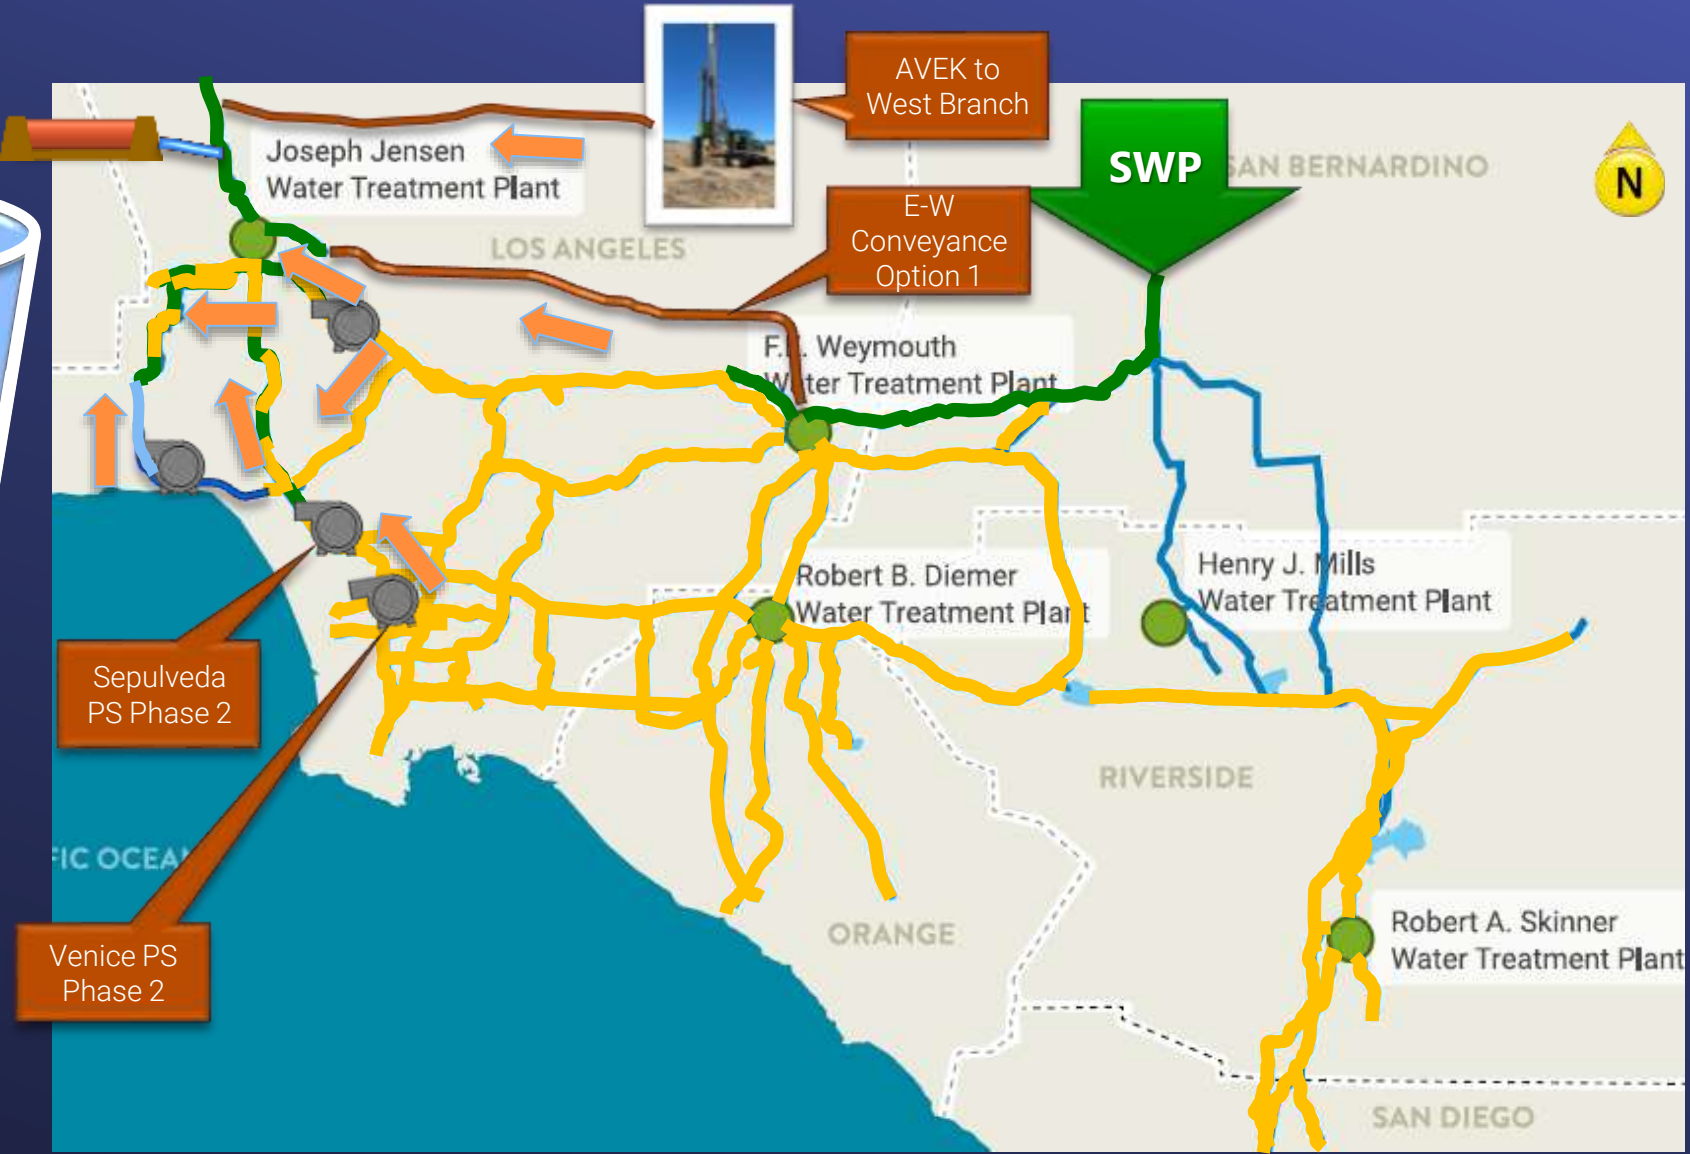 AVEK to
West Branch
Joseph Jensen
Water Treatment Plant
SWP
SAN BERNARDINO
N
E-W
Conveyance
Option 1
LOS ANGELES
F.E. Weymouth
Water Treatment Plant
Robert B. Diemer
Water Treatment Plant
Henry J. Mills
Water Treatment Plant
Sepulveda
PS Phase 2
RIVERSIDE
FIC OCEAN
ORANGE
Robert A. Skinner
Water Treatment Plant
Venice PS
Phase 2
SAN DIEGO